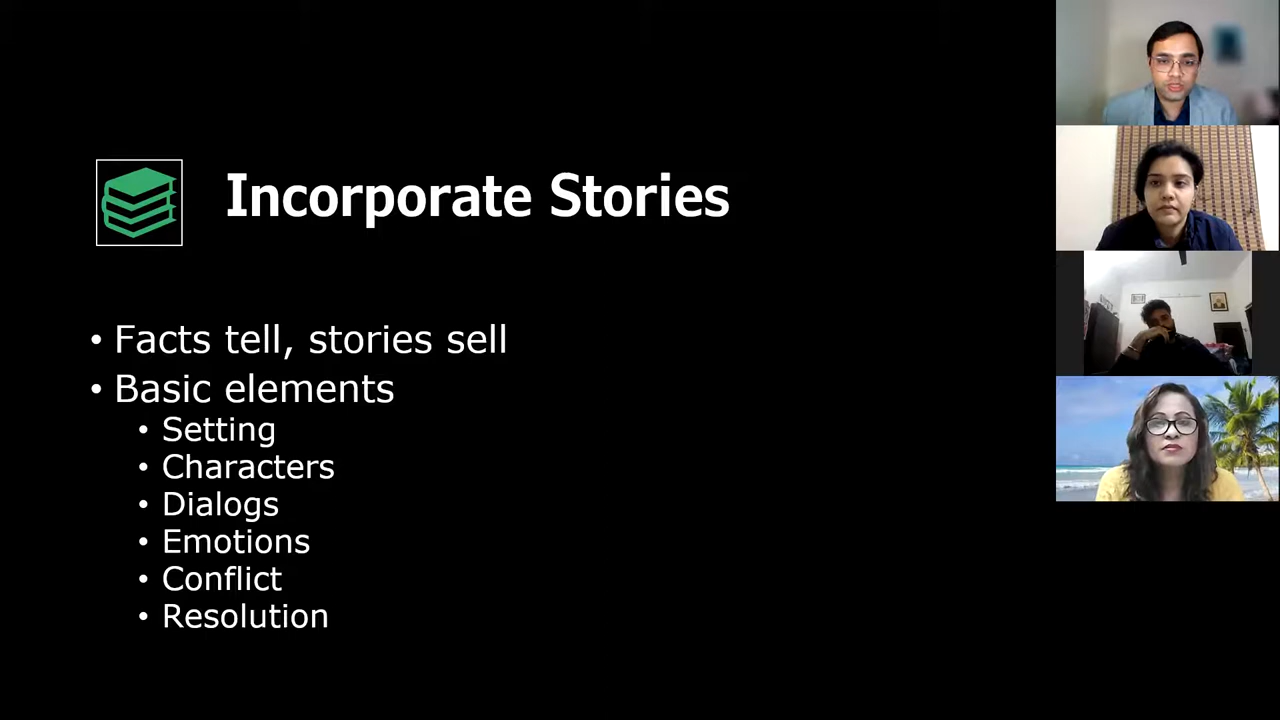 Incorporate Stories
• Facts tell, stories sell
• Basic elements
• Setting
• Characters
• Dialogs
• Emotions
• Conflict
• Resolution